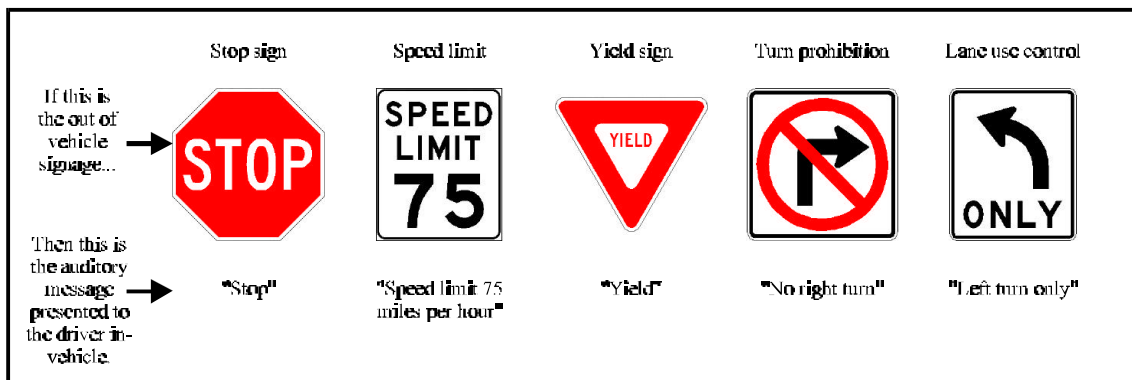 Stop sign
Speed limit
Yield sign
Turn prohibition
Lane use control
If this is
the out of
vehicle
signage...
STOP
SPEED
LIMIT
75
YIELD
ONLY
Then this is
the auditory
message
presented to
the driver in-
vehicle.
"Stop"
"Speed limit 75
miles per hour"
"Yield"
"No right turn"
"Left turn only"